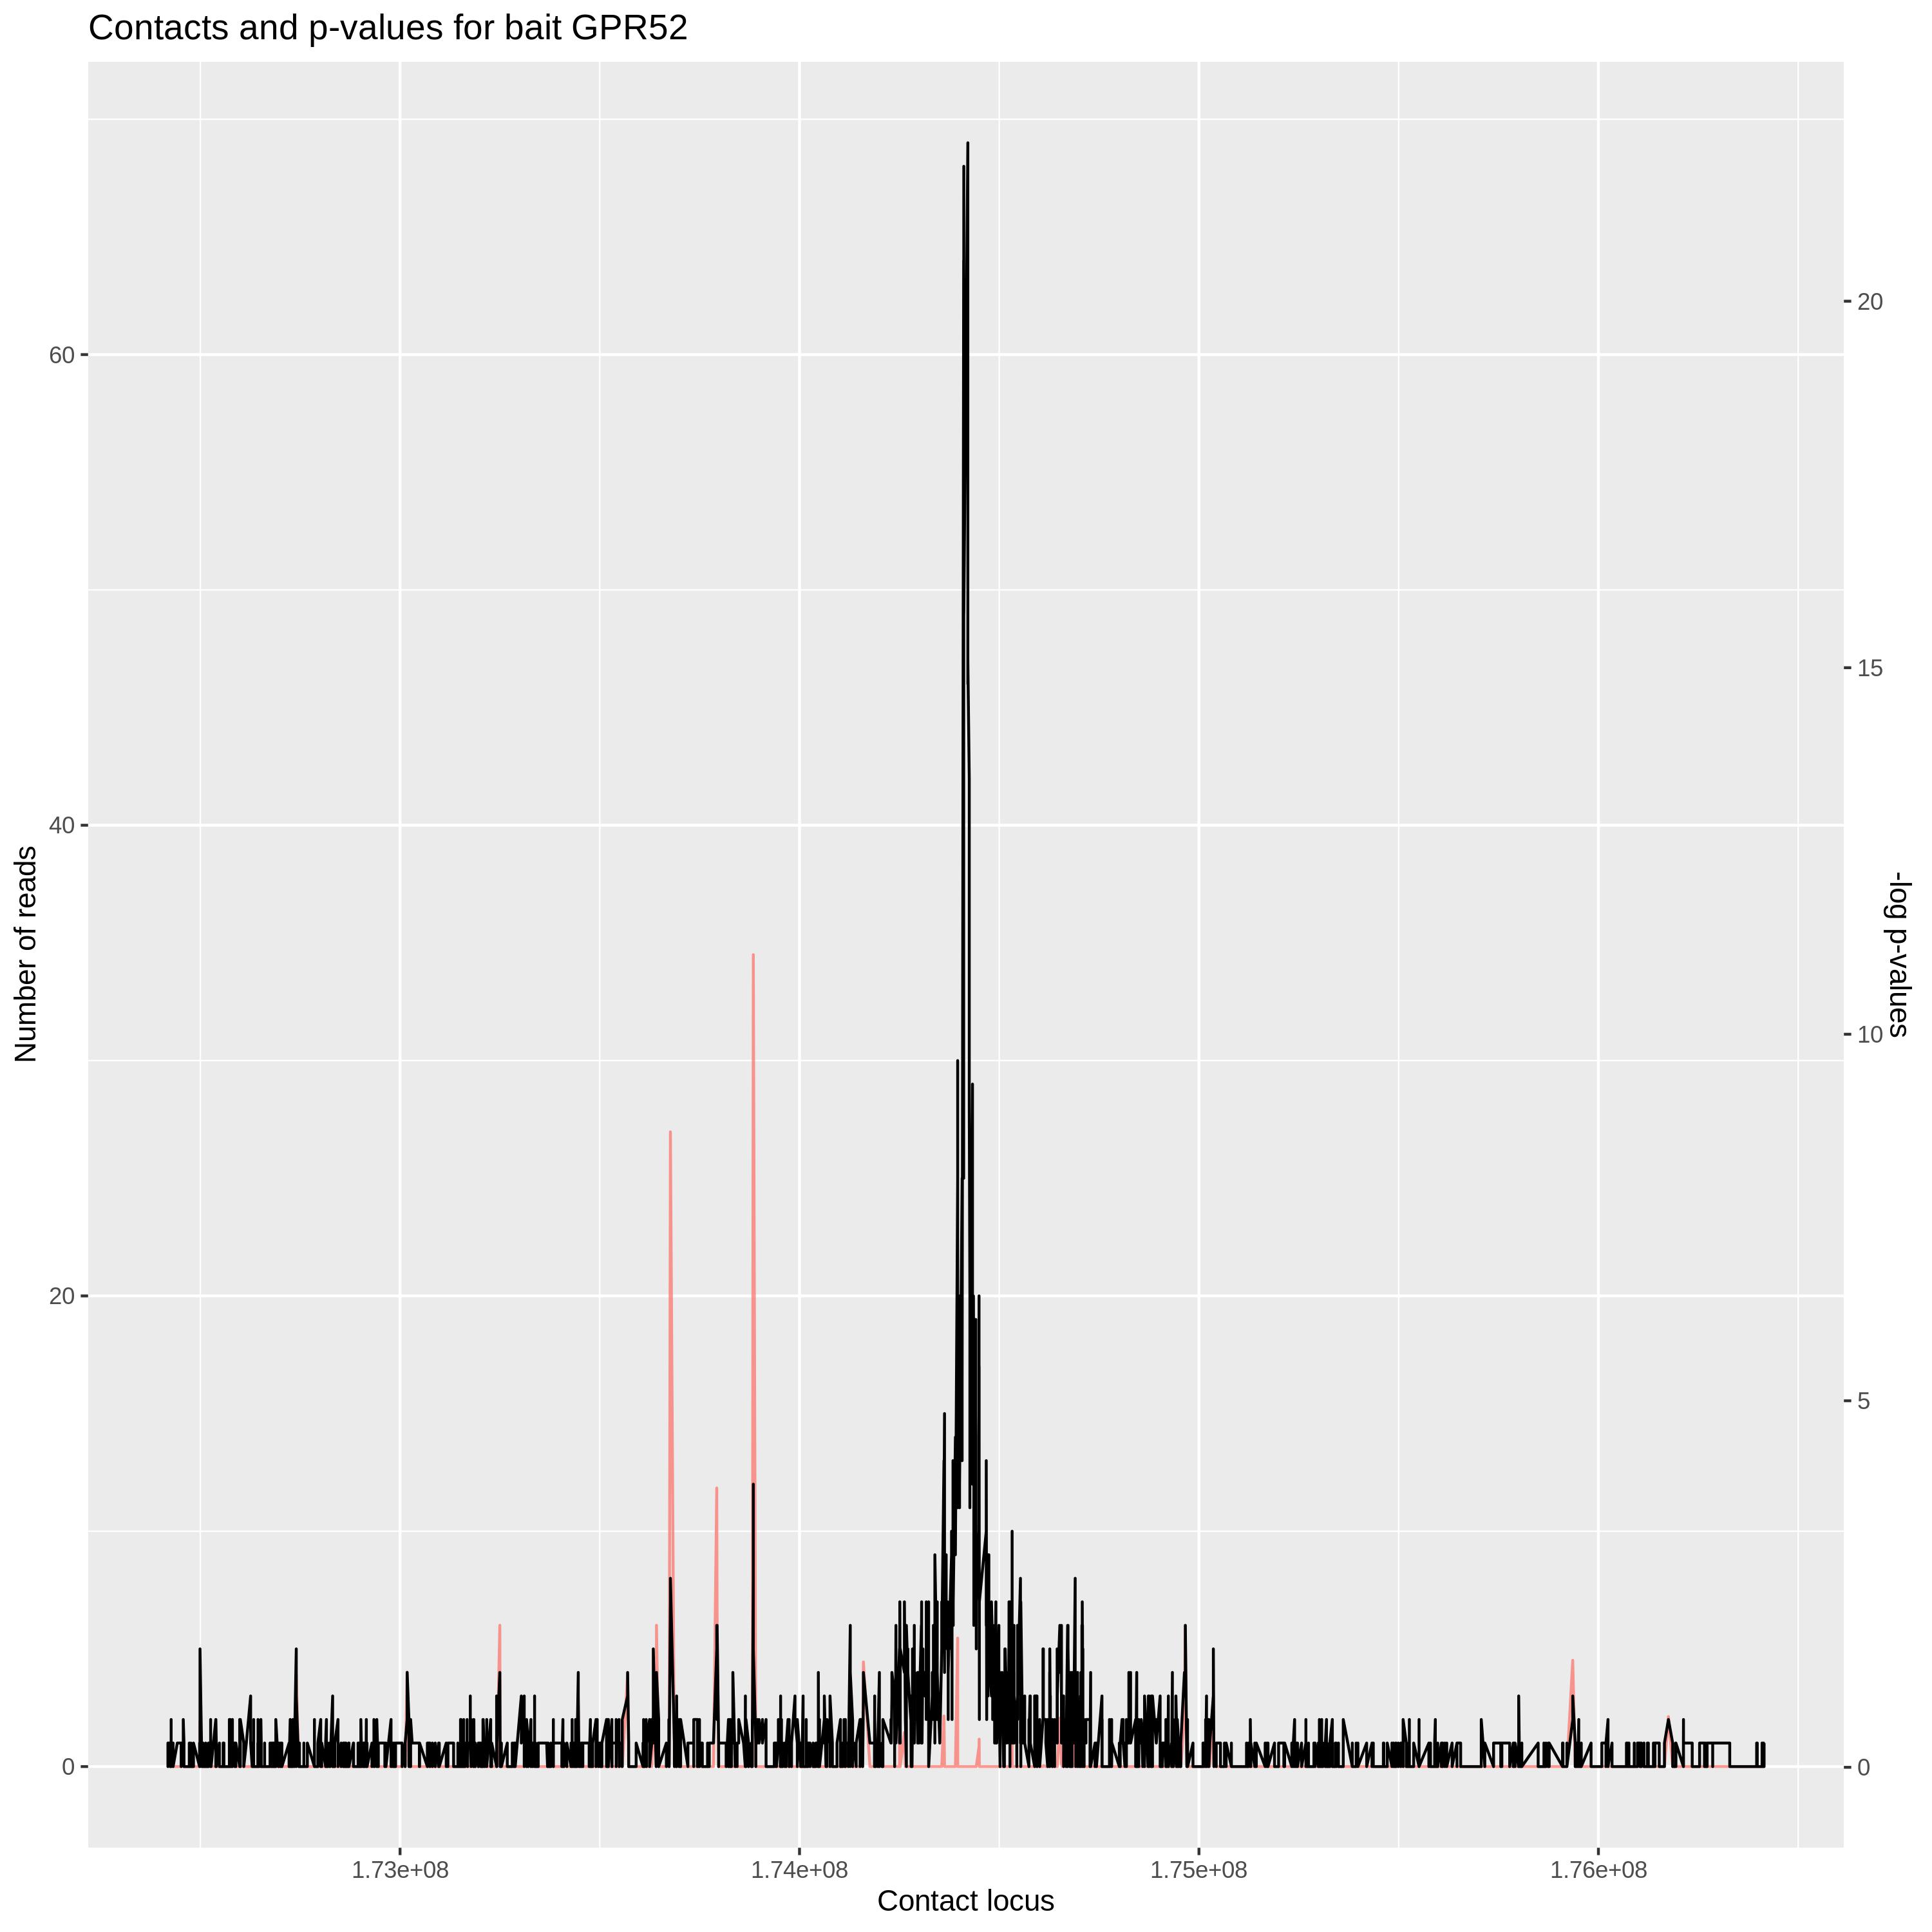 Contacts and p-values for bait GPR52
60
40
20
0
Number of reads
20
15
10
5
0
-log p-values
1.73e+08
1.74e+08
1.75e+08
1.76e+08
Contact locus